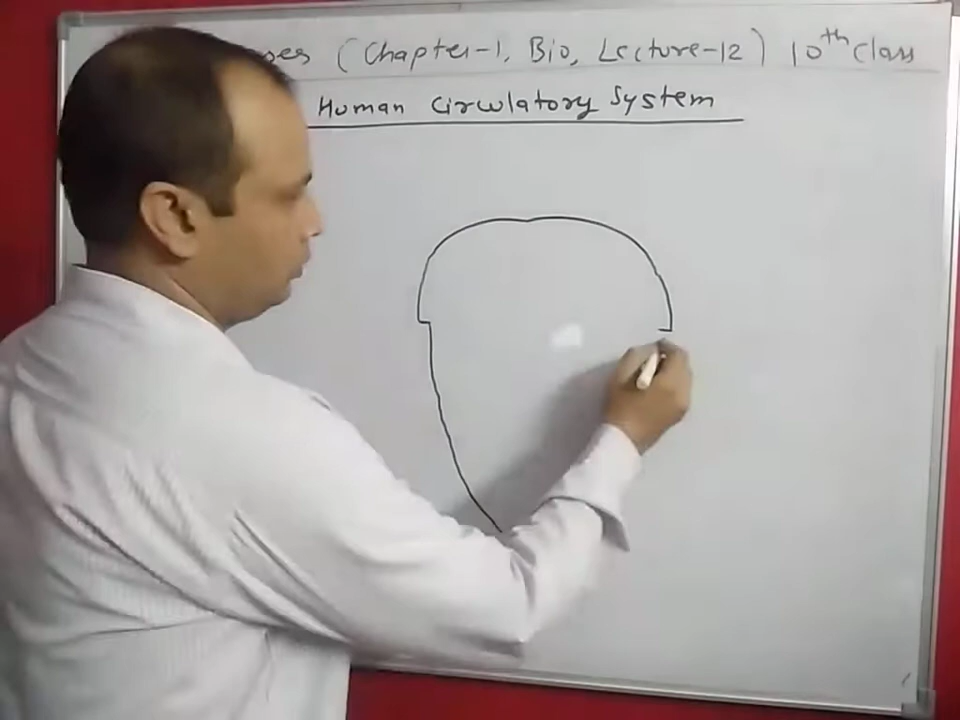 (Chapter-1, Bio, Lecture-12) 10th Class
Human Circulatory System